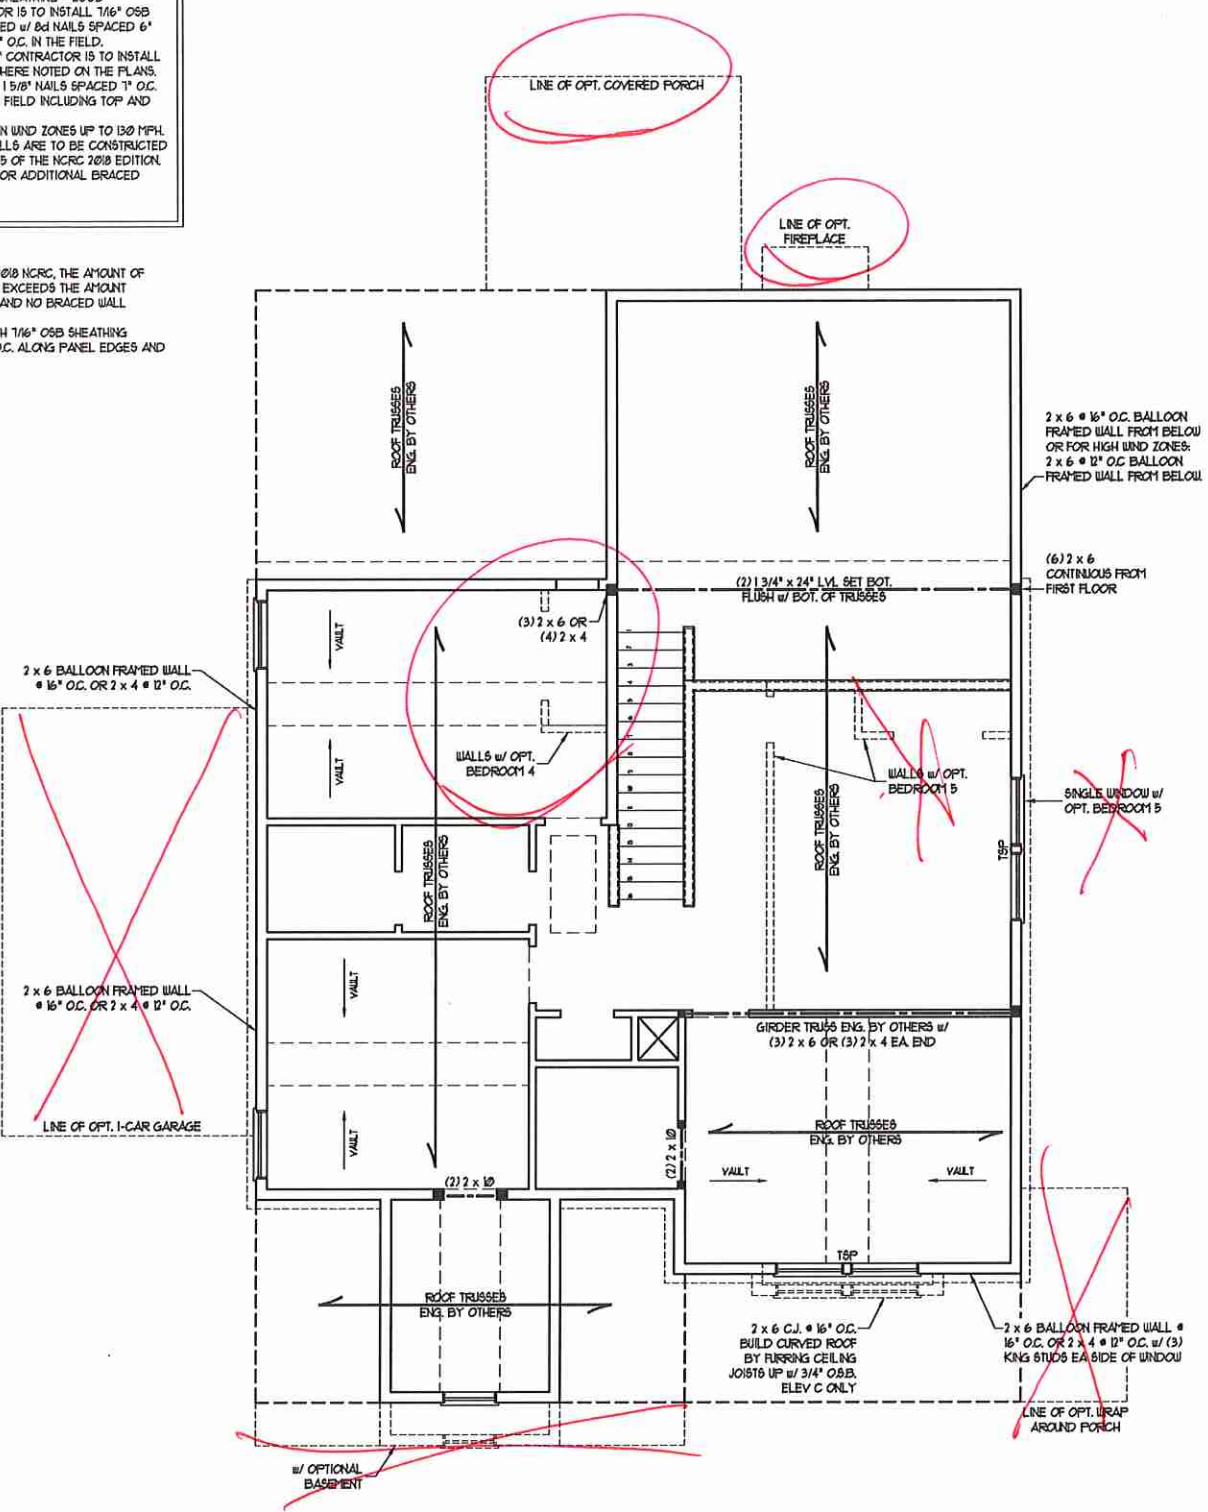 SHEATHING
OR IS TO INSTALL 7/16" OSB
ED w/ 8d NAILS SPACED 6"
" O.C. IN THE FIELD.
" CONTRACTOR IS TO INSTALL
HERE NOTED ON THE PLANS.
1 5/8" NAILS SPACED 7" O.C.
FIELD INCLUDING TOP AND
IN WIND ZONES UP TO 130 MPH.
LLS ARE TO BE CONSTRUCTED
OF THE NCRC 2018 EDITION.
OR ADDITIONAL BRACED
018 NCRC, THE AMOUNT OF
EXCEEDS THE AMOUNT
AND NO BRACED WALL
H 7/16" OSB SHEATHING
O.C. ALONG PANEL EDGES AND
LINE OF OPT. COVERED PORCH
LINE OF OPT.
FIREPLACE
ROOF TRUSSES
ENG. BY OTHERS
ROOF TRUSSES
ENG. BY OTHERS
2 x 6 @ 16" O.C. BALLOON
FRAMED WALL FROM BELOW
OR FOR HIGH WIND ZONES:
2 x 6 @ 12" O.C BALLOON
FRAMED WALL FROM BELOW.
(2) 1 3/4" x 24" LVL SET BOT.
FLUSH w/ BOT. OF TRUSSES
(6) 2 x 6
CONTINUOUS FROM
FIRST FLOOR
(3) 2 x 6 OR
(4) 2 x 4
VAULT
2 x 6 BALLOON FRAMED WALL
@ 16" O.C. OR 2 x 4 @ 12" O.C.
VAULT
WALLS w/ OPT.
BEDROOM 4
WALLS w/ OPT.
BEDROOM 5
SINGLE WINDOW w/
OPT. BEDROOM 5
TSP
ROOF TRUSSES
ENG. BY OTHERS
ROOF TRUSSES
ENG. BY OTHERS
2 x 6 BALLOON FRAMED WALL
@ 16" O.C. OR 2 x 4 @ 12" O.C.
VAULT
GIRDER TRUSS ENG. BY OTHERS w/
(3) 2 x 6 OR (3) 2 x 4 EA. END
LINE OF OPT. 1-CAR GARAGE
VAULT
ROOF TRUSSES
ENG. BY OTHERS
(2) 2 x 10
VAULT
VAULT
(2) 2 x 10
TSP
ROOF TRUSSES
ENG. BY OTHERS
2 x 6 C.J. @ 16" O.C.
BUILD CURVED ROOF
BY FURRING CEILING
JOISTS UP w/ 3/4" O.S.B.
ELEV C ONLY
2 x 6 BALLOON FRAMED WALL @
16" O.C. OR 2 x 4 @ 12" O.C. w/ (3)
KING STUDS EA SIDE OF WINDOW
LINE OF OPT. WRAP
AROUND PORCH
w/ OPTIONAL
BASEMENT